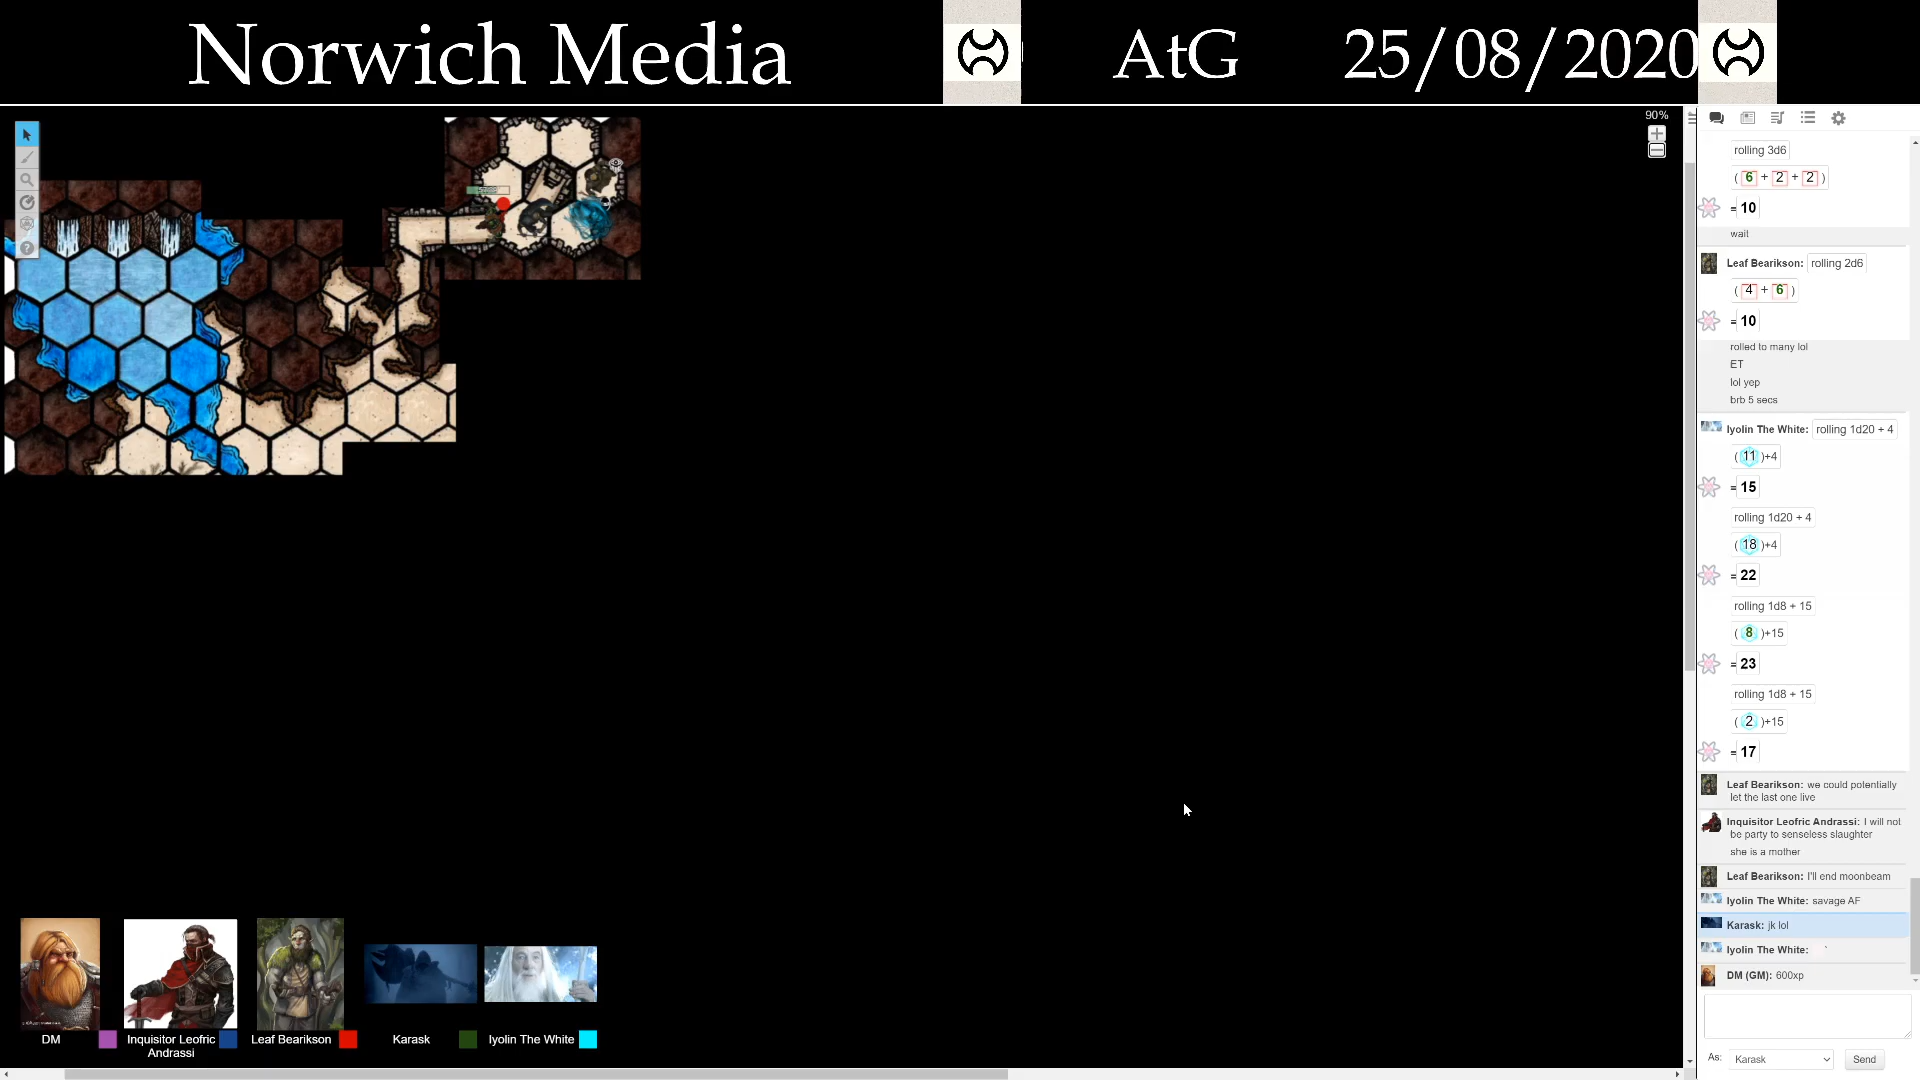 Norwich Media
AtG
25/08/2020
90%
rolling 3d6
( 6 + 2 + 2 )
= 10
wait
Leaf Bearikson: rolling 2d6
( 4 + 6 )
= 10
rolled to many lol
ET
lol yep
brb 5 secs
Iyolin The White: rolling 1d20 + 4
( 11 )+4
= 15
rolling 1d20 + 4
( 18 )+4
= 22
rolling 1d8 + 15
( 8 )+15
= 23
rolling 1d8 + 15
( 2 )+15
= 17
Leaf Bearikson: we could potentially
let the last one live
Inquisitor Leofric Andrassi: I will not
be party to senseless slaughter
she is a mother
Leaf Bearikson: I'll end moonbeam
Iyolin The White: savage AF
Karask: jk lol
Iyolin The White: `
DM (GM): 600xp
As: Karask
Send
DM
Inquisitor Leofric
Andrassi
Leaf Bearikson
Karask
Iyolin The White